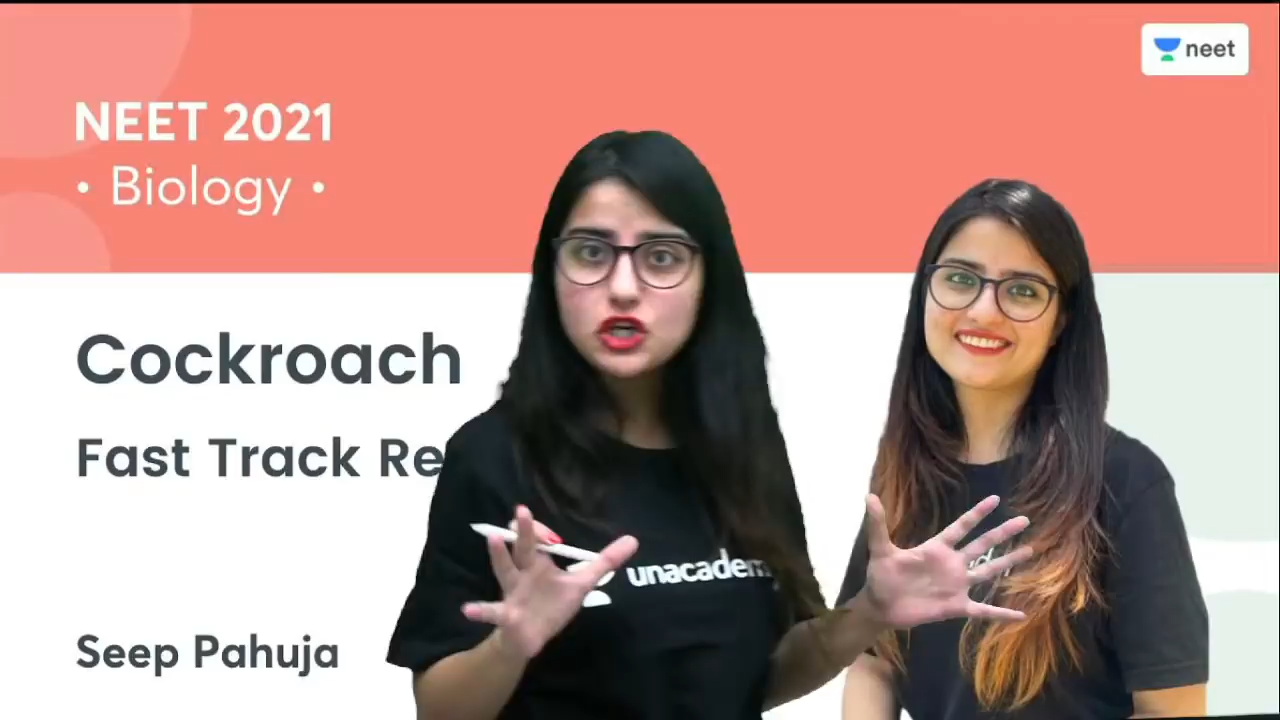 neet
NEET 2021
• Biology •
Cockroach
Fast Track Re
Seep Pahuja
unacadem